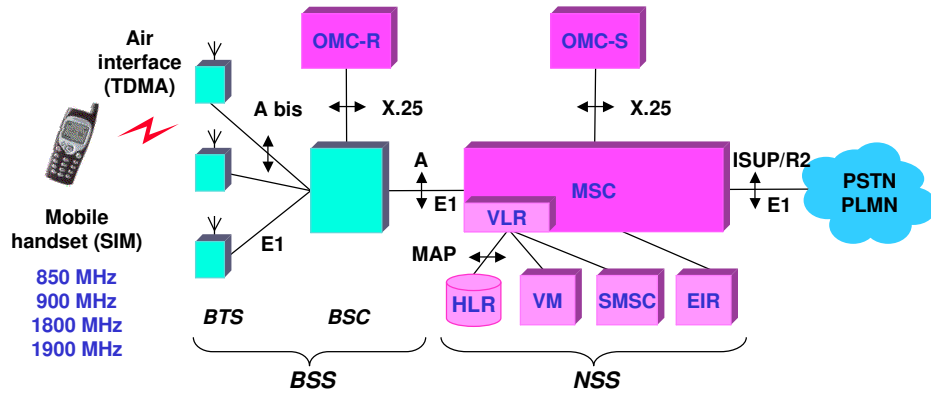 Air
interface
(TDMA)
OMC-R
OMC-S
A bis
X.25
X.25
A
E1
MSC
VLR
ISUP/R2
E1
PSTN
PLMN
Mobile
handset (SIM)
850 MHz
900 MHz
1800 MHz
1900 MHz
E1
MAP
HLR
VM
SMSC
EIR
BTS
BSC
BSS
NSS